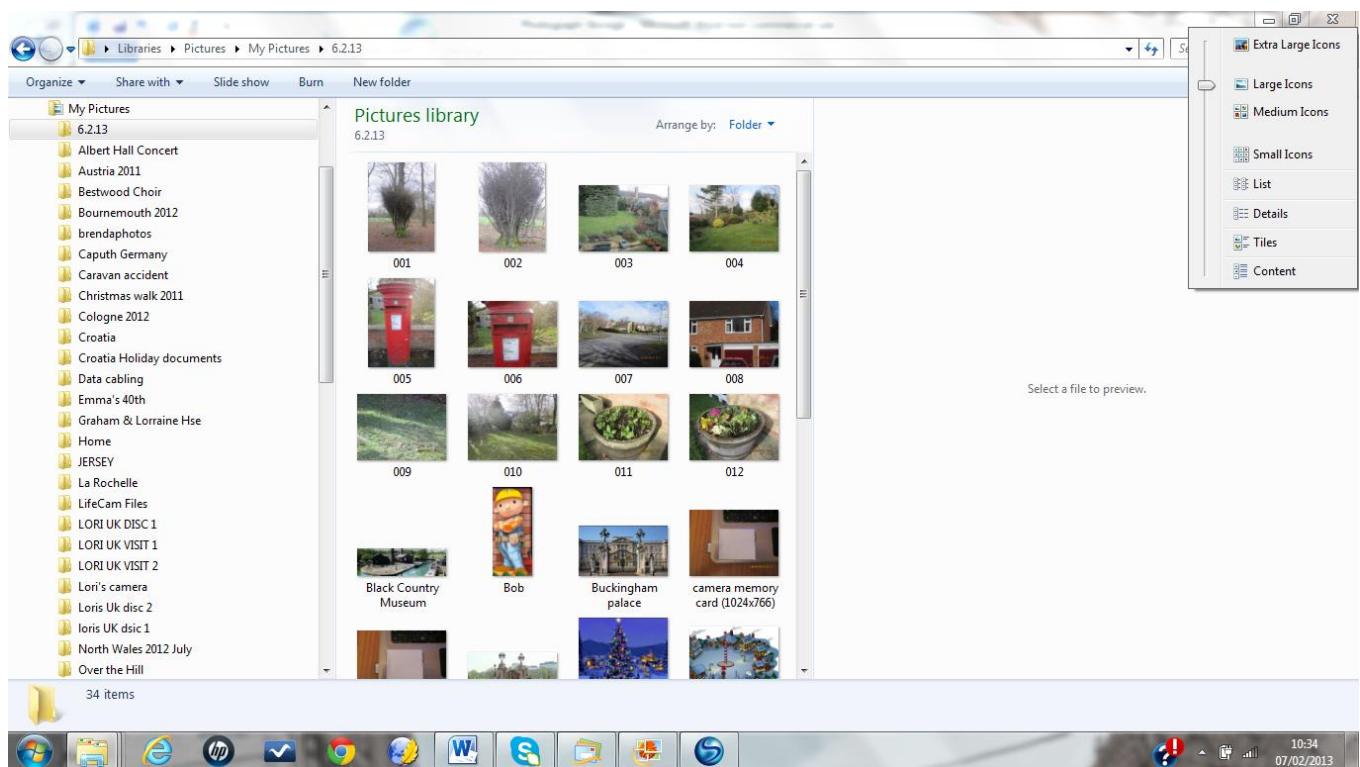 Libraries ▸ Pictures ▸ My Pictures ▸ 6.2.13
Organize Share with Slide show Burn New folder
My Pictures
6.2.13
Albert Hall Concert
Austria 2011
Bestwood Choir
Bournemouth 2012
brendaphotos
Caputh Germany
Caravan accident
Christmas walk 2011
Cologne 2012
Croatia
Croatia Holiday documents
Data cabling
Emma's 40th
Graham & Lorraine Hse
Home
JERSEY
La Rochelle
LifeCam Files
LORI UK DISC 1
LORI UK VISIT 1
LORI UK VISIT 2
Lori's camera
Loris Uk disc 2
loris UK dsic 1
North Wales 2012 July
Over the Hill
Pictures library
6.2.13
Arrange by: Folder
001 002 003 004
005 006 007 008
009 010 011 012
Black Country Museum
Bob
Buckingham palace
camera memory card (1024x766)
Select a file to preview.
Extra Large Icons
Large Icons
Medium Icons
Small Icons
List
Details
Tiles
Content
34 items
10:34
07/02/2013